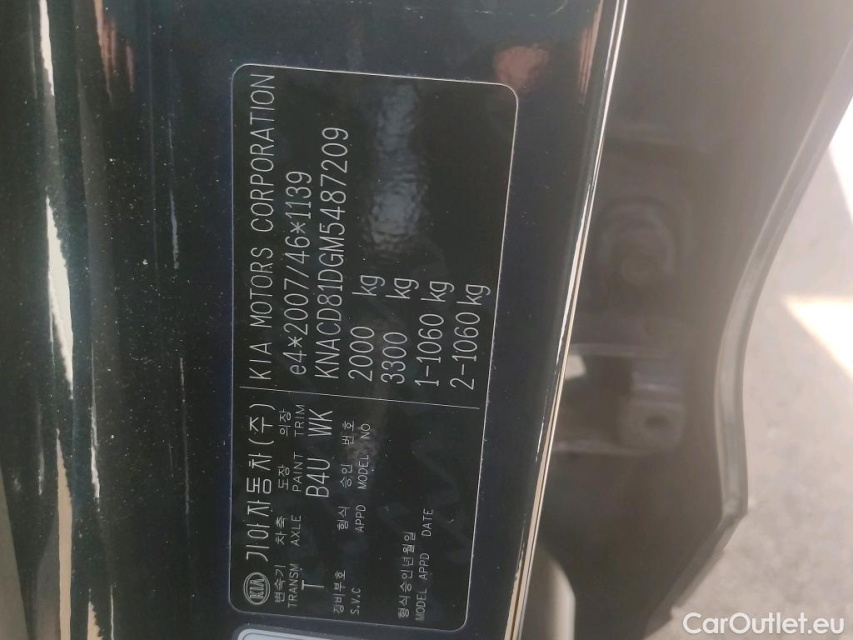 KIA 기아자동차(주) KIA MOTORS CORPORATION
변속기 차축 도장 의장
TRANSM AXLE PAINT TRIM
T B4U WK
e4*2007/46*1139
KNACD81DGM5487209
2000 kg
3300 kg
1-1060 kg
2-1060 kg
정비부호 형식 승인 번호
S.V.C APPD MODEL NO
형식승인년월일
MODEL APPD DATE
CarOutlet.eu